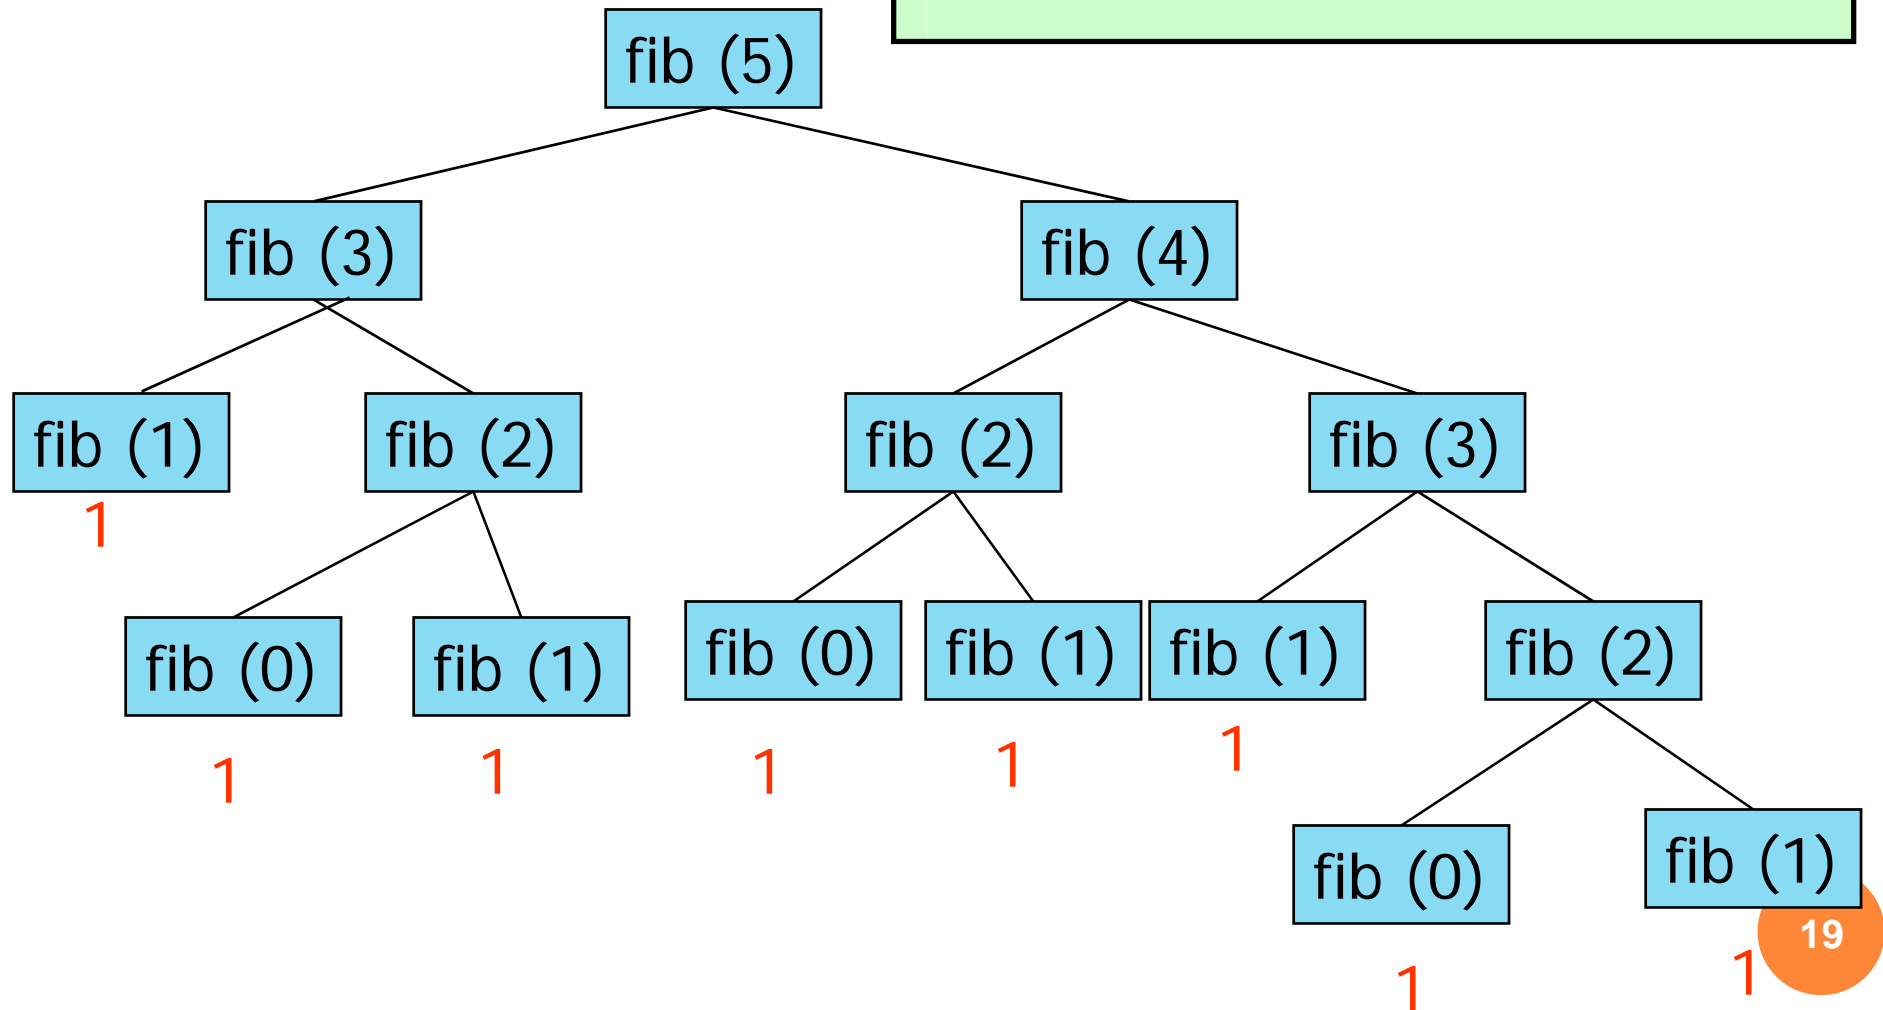 fib (5)
fib (3) fib (4)
fib (1) fib (2) fib (2) fib (3)
1
fib (0) fib (1) fib (0) fib (1) fib (1) fib (2)
1 1 1 1 1
fib (0) fib (1)
19
1 1